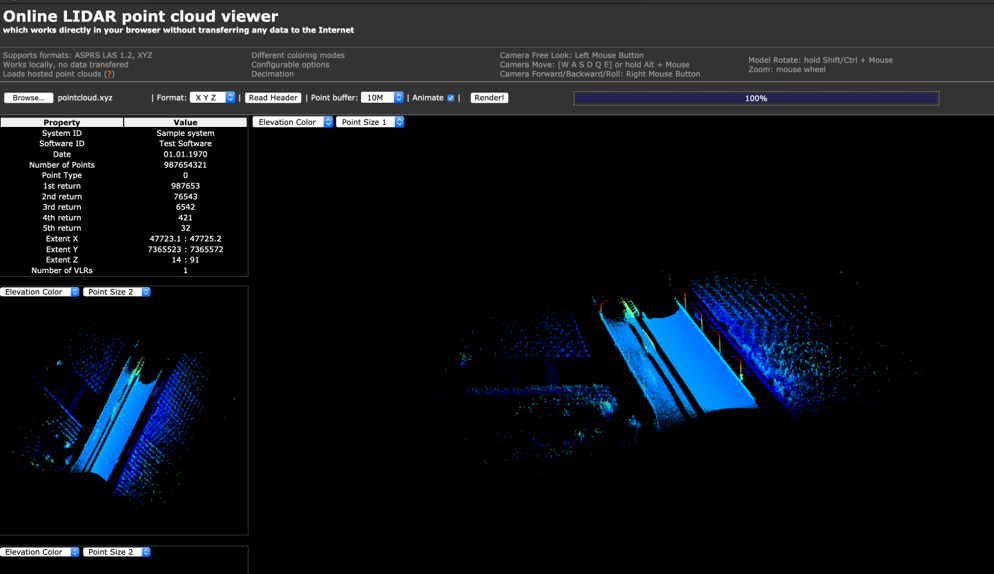 Online LIDAR point cloud viewer
which works directly in your browser without transferring any data to the Internet
Supports formats: ASPRS LAS 1.2, XYZ
Works locally, no data transfered
Loads hosted point clouds (?)
Different coloring modes
Configurable options
Decimation
Camera Free Look: Left Mouse Button
Camera Move: [W A S D Q E] or hold Alt + Mouse
Camera Forward/Backward/Roll: Right Mouse Button
Model Rotate: hold Shift/Ctrl + Mouse
Zoom: mouse wheel
Browse... pointcloud.xyz | Format: X Y Z Read Header | Point buffer: 10M | Animate | Render! 100%
Property Value
System ID Sample system
Software ID Test Software
Date 01.01.1970
Number of Points 987654321
Point Type 0
1st return 987653
2nd return 76543
3rd return 6542
4th return 421
5th return 32
Extent X 47723.1 : 47725.2
Extent Y 7365523 : 7365572
Extent Z 14 : 91
Number of VLRs 1
Elevation Color Point Size 1
Elevation Color Point Size 2
Elevation Color Point Size 2